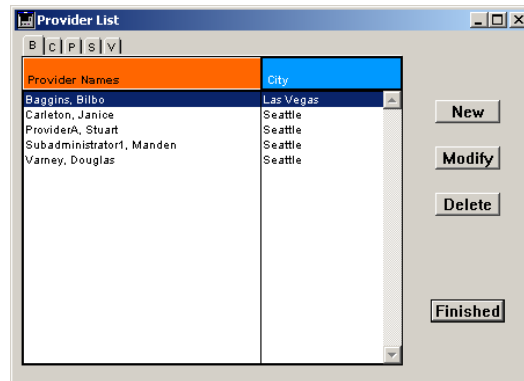 Provider List
B C P S V
Provider Names City
Baggins, Bilbo Las Vegas
Carleton, Janice Seattle
ProviderA, Stuart Seattle
Subadministrator1, Manden Seattle
Varney, Douglas Seattle
New
Modify
Delete
Finished